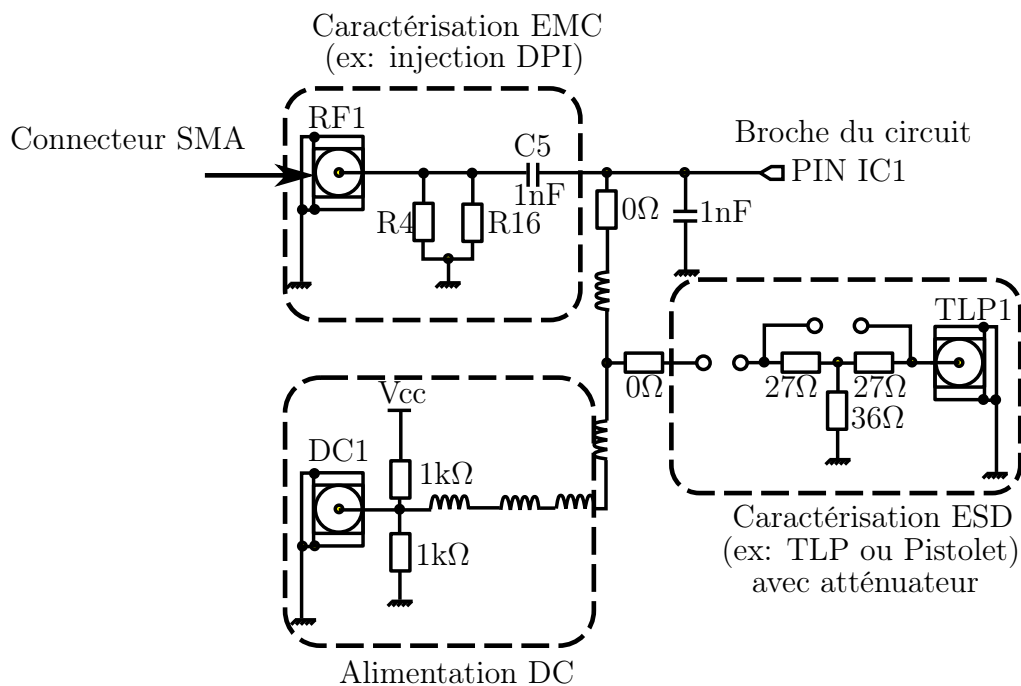 Caractérisation EMC
(ex: injection DPI)
RF1
Connecteur SMA
C5
1nF
R4
R16
Broche du circuit
PIN IC1
0Ω
1nF
TLP1
0Ω
27Ω
27Ω
36Ω
Vcc
DC1
1kΩ
1kΩ
Caractérisation ESD
(ex: TLP ou Pistolet)
avec atténuateur
Alimentation DC